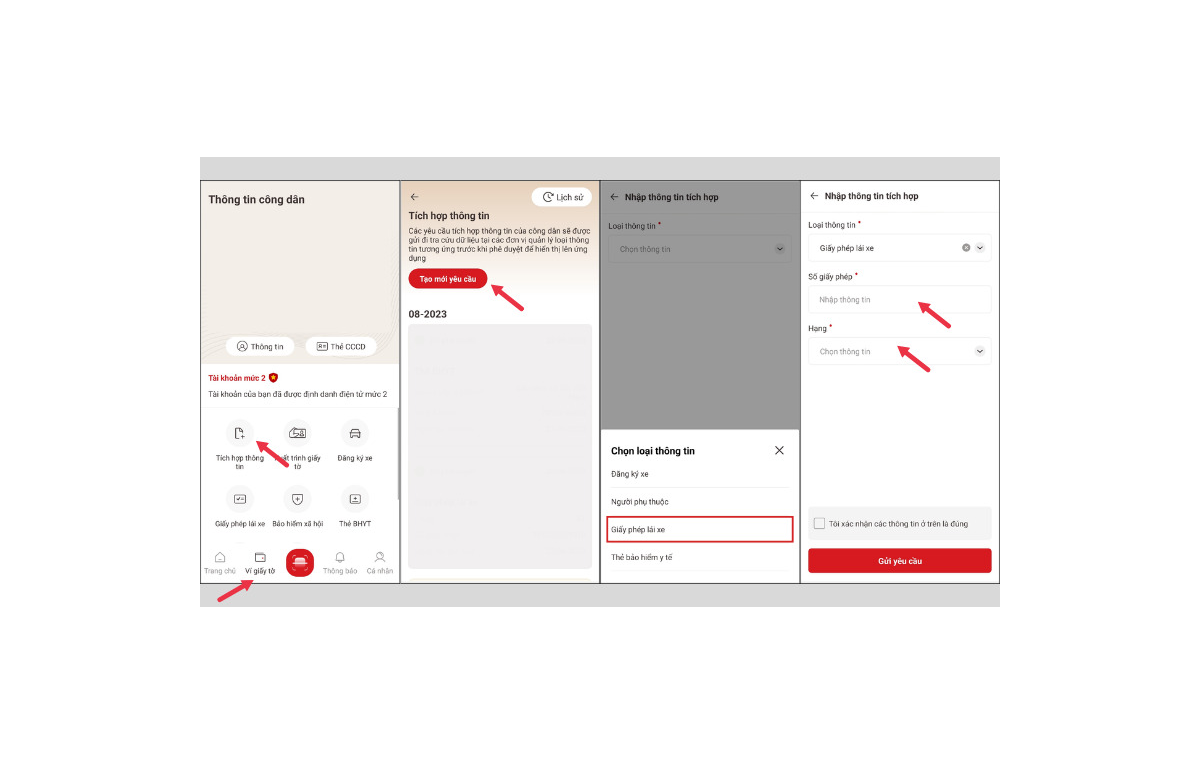 Thông tin công dân
Thông tin
Thẻ CCCD
Tài khoản mức 2
Tài khoản của bạn đã được định danh điện tử mức 2
Tích hợp thông
tin
trình giấy
tờ
Đăng ký xe
Giấy phép lái xe
Bảo hiểm xã hội
Thẻ BHYT
Trang chủ
Ví giấy tờ
Thông báo
Cá nhân
Lịch sử
Tích hợp thông tin
Các yêu cầu tích hợp thông tin của công dân sẽ được
gửi đi tra cứu dữ liệu tại các đơn vị quản lý loại thông
tin tương ứng trước khi phê duyệt để hiển thị lên ứng
dụng
Tạo mới yêu cầu
08-2023
Nhập thông tin tích hợp
Loại thông tin *
Chọn thông tin
Chọn loại thông tin
Đăng ký xe
Người phụ thuộc
Giấy phép lái xe
Thẻ bảo hiểm y tế
Nhập thông tin tích hợp
Loại thông tin *
Giấy phép lái xe
Số giấy phép *
Nhập thông tin
Hạng *
Chọn thông tin
Tôi xác nhận các thông tin ở trên là đúng
Gửi yêu cầu